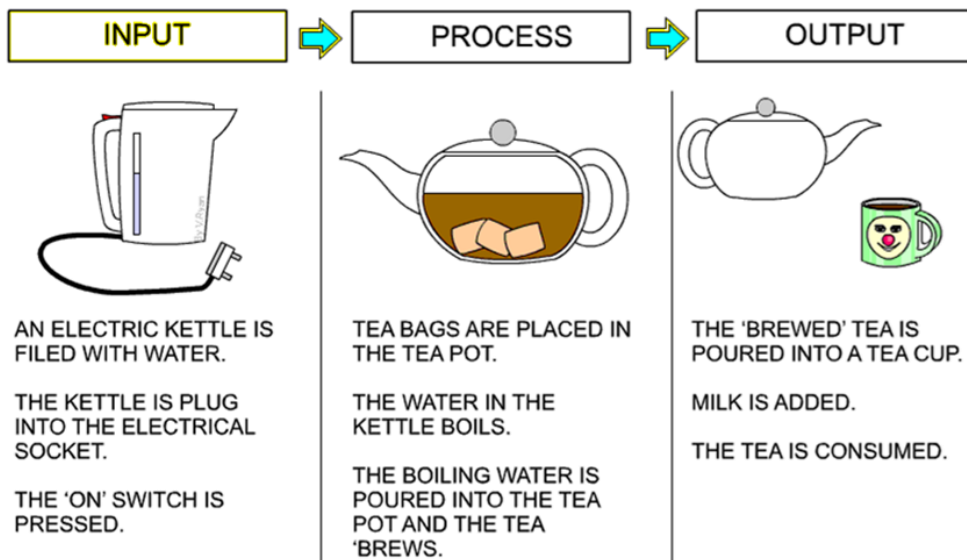 INPUT
PROCESS
OUTPUT
by V.Ryan
AN ELECTRIC KETTLE IS
FILED WITH WATER.
THE KETTLE IS PLUG
INTO THE ELECTRICAL
SOCKET.
THE ‘ON’ SWITCH IS
PRESSED.
TEA BAGS ARE PLACED IN
THE TEA POT.
THE WATER IN THE
KETTLE BOILS.
THE BOILING WATER IS
POURED INTO THE TEA
POT AND THE TEA
‘BREWS.
THE ‘BREWED’ TEA IS
POURED INTO A TEA CUP.
MILK IS ADDED.
THE TEA IS CONSUMED.